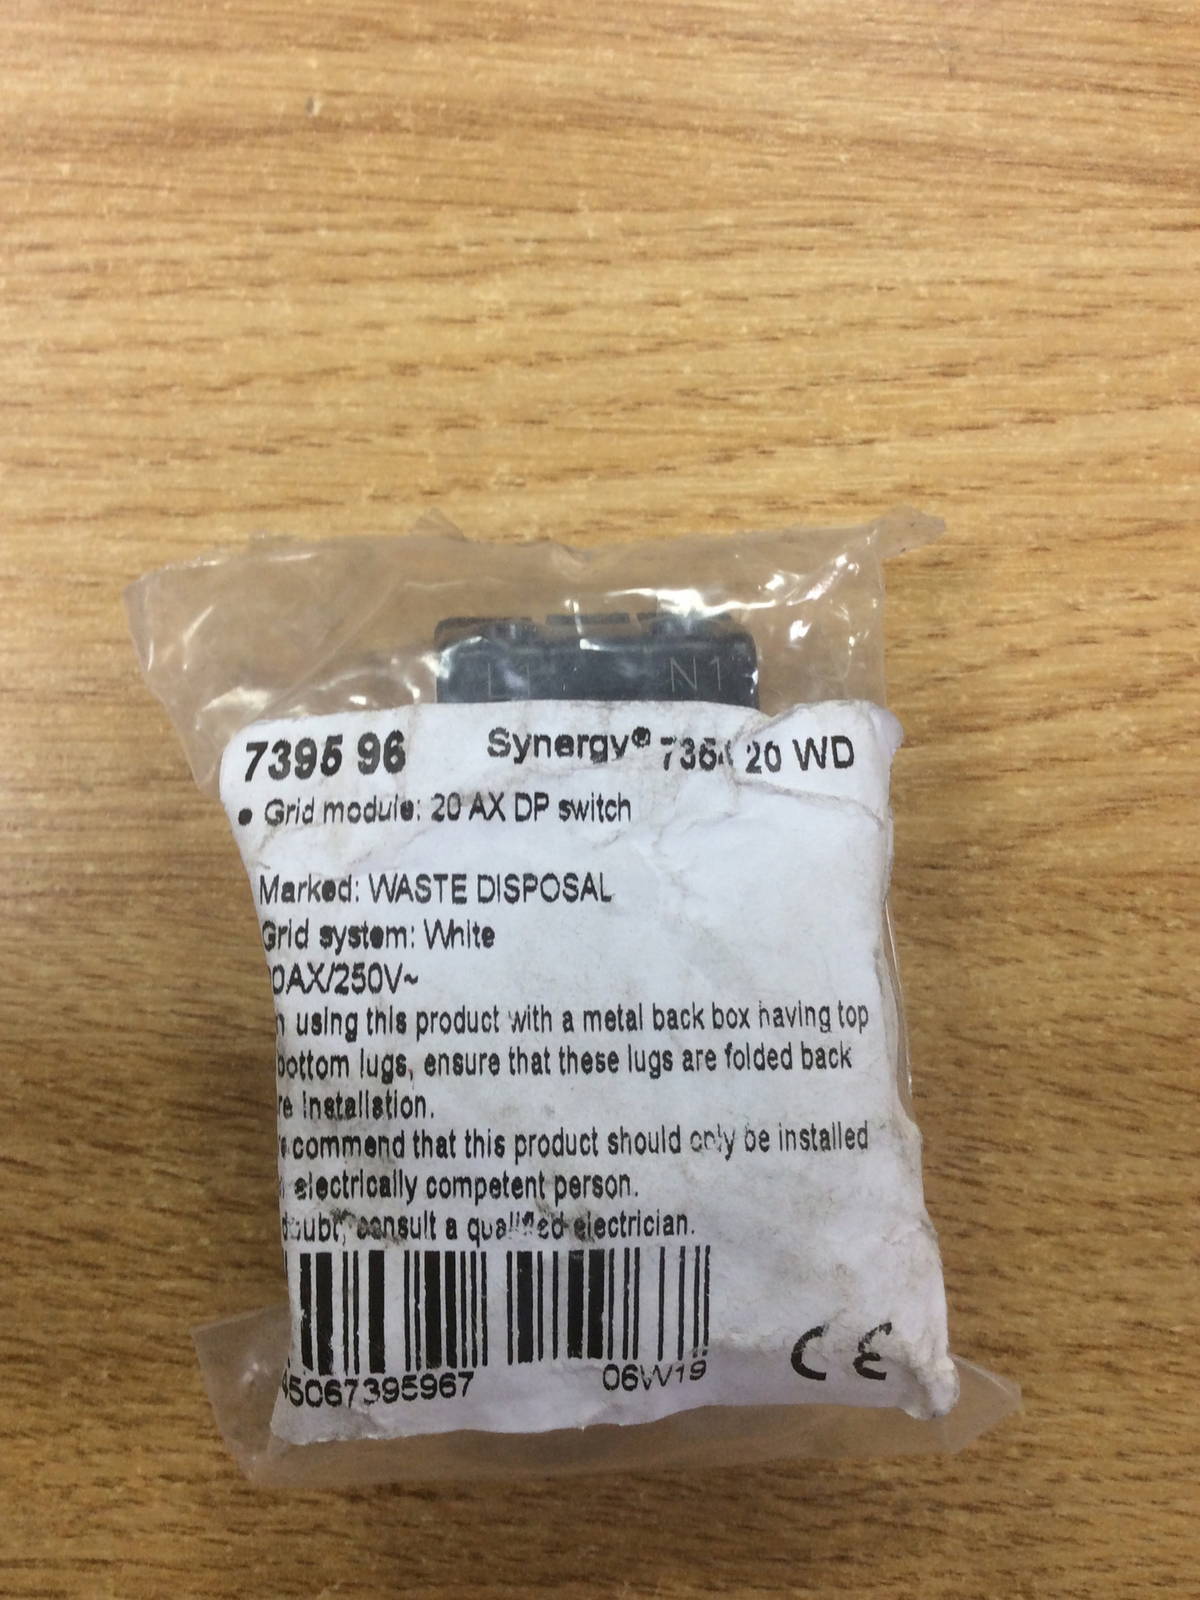 L1 N1
7395 96 Synergy® 20 WD
• Grid module: 20 AX DP switch
Marked: WASTE DISPOSAL
Grid system: White
0AX/250V~
n using this product with a metal back box having top
bottom lugs, ensure that these lugs are folded back
re installation.
commend that this product should only be installed
electrically competent person.
doubt, consult a qualified electrician.
5067395967 06W19
CE